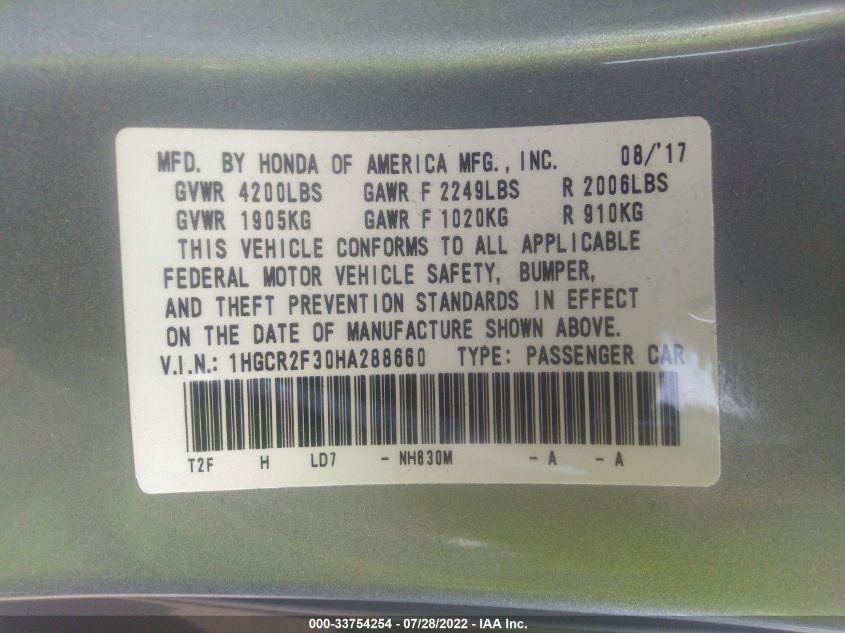 MFD. BY HONDA OF AMERICA MFG., INC. 08/'17
GVWR 4200LBS GAWR F 2249LBS R 2006LBS
GVWR 1905KG GAWR F 1020KG R 910KG
THIS VEHICLE CONFORMS TO ALL APPLICABLE
FEDERAL MOTOR VEHICLE SAFETY, BUMPER,
AND THEFT PREVENTION STANDARDS IN EFFECT
ON THE DATE OF MANUFACTURE SHOWN ABOVE.
V.I.N.: 1HGCR2F30HA288660 TYPE: PASSENGER CAR
T2F H LD7 - NH830M - A - A
000-33754254 - 07/28/2022 - IAA Inc.